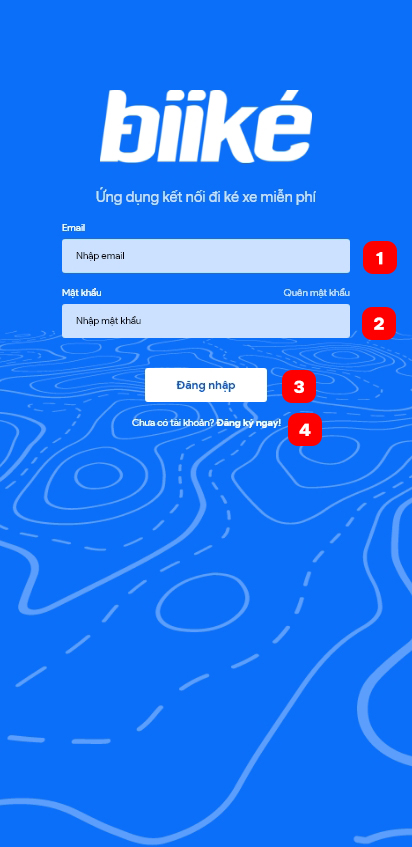 biiké
Ứng dụng kết nối đi ké xe miễn phí
Email
Nhập email
1
Mật khẩu Quên mật khẩu
Nhập mật khẩu
2
Đăng nhập
3
Chưa có tài khoản? Đăng ký ngay!
4